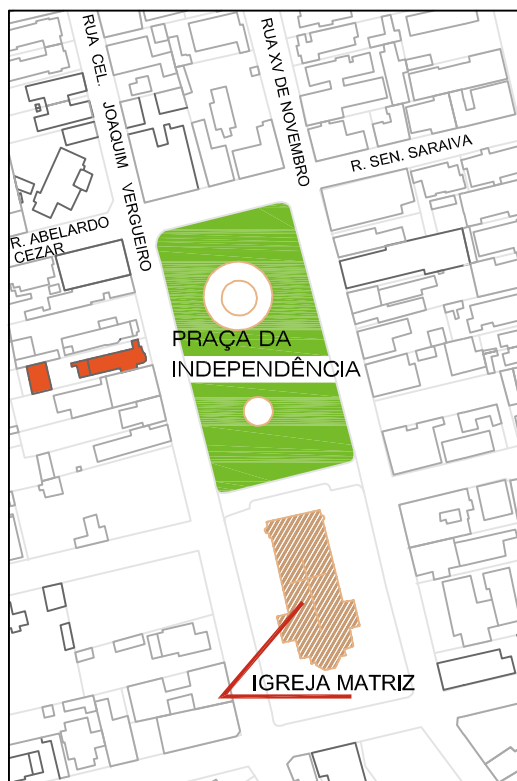 RUA CEL. JOAQUIM VERGUEIRO
RUA XV DE NOVEMBRO
R. SEN. SARAIVA
R. ABELARDO
CEZAR
PRAÇA DA
INDEPENDÊNCIA
IGREJA MATRIZ